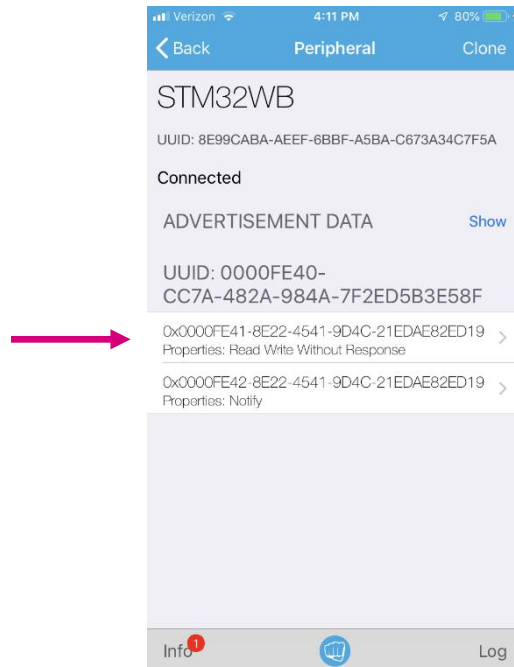 Verizon 4:11 PM 80%
Back Peripheral Clone
STM32WB
UUID: 8E99CABA-AEEF-6BBF-A5BA-C673A34C7F5A
Connected
ADVERTISEMENT DATA Show
UUID: 0000FE40-
CC7A-482A-984A-7F2ED5B3E58F
0x0000FE41-8E22-4541-9D4C-21EDAE82ED19
Properties: Read Write Without Response
0x0000FE42-8E22-4541-9D4C-21EDAE82ED19
Properties: Notify
Info 1 Log